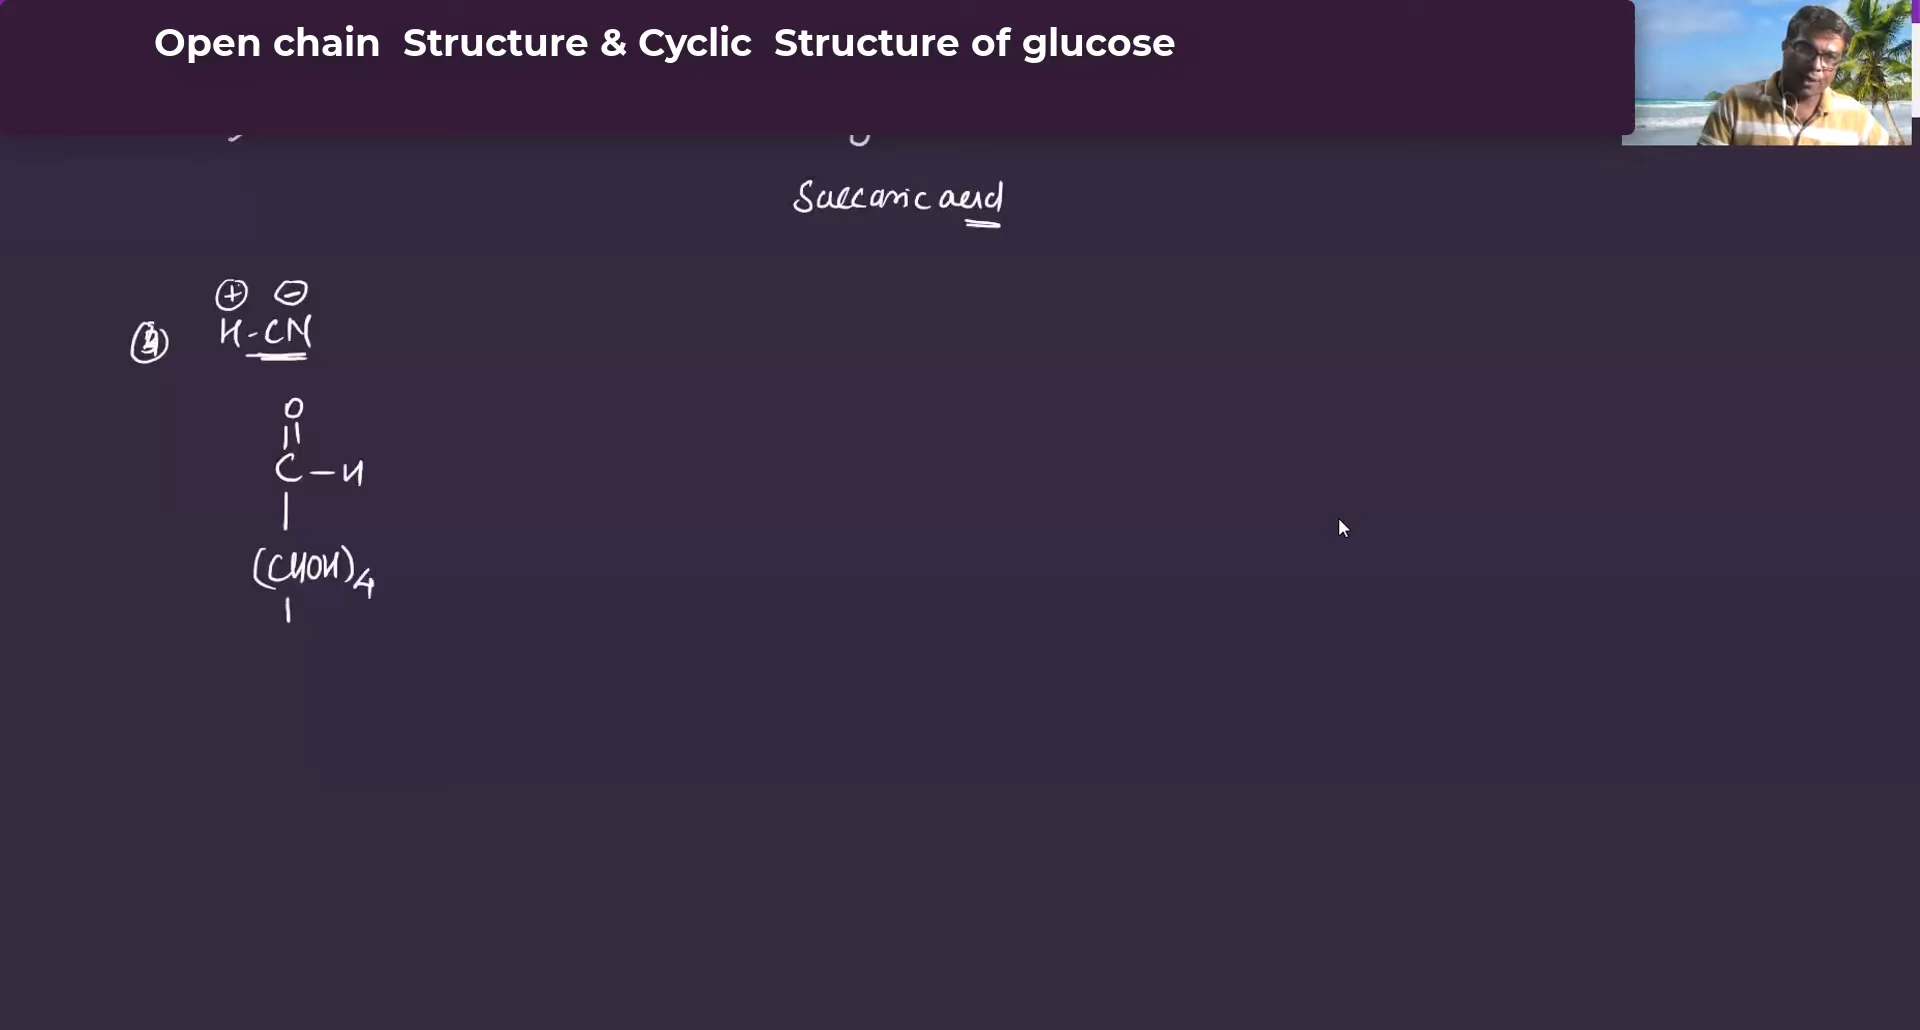 Open chain Structure & Cyclic Structure of glucose
Saccaric acid
⊕ ⊖
H-CN
O
||
C-H
|
(CHOH)4
|